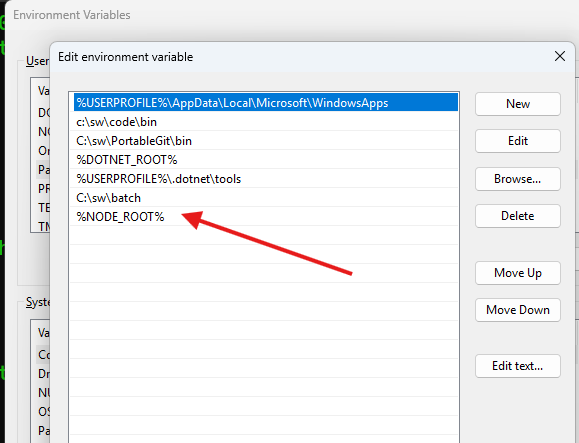 Environment Variables
Edit environment variable
User
Va
DO
NO
On
Pa
PR
TE
TM
%USERPROFILE%\AppData\Local\Microsoft\WindowsApps
c:\sw\code\bin
C:\sw\PortableGit\bin
%DOTNET_ROOT%
%USERPROFILE%\.dotnet\tools
C:\sw\batch
%NODE_ROOT%
New
Edit
Browse...
Delete
Move Up
Move Down
Edit text...
Syste
Va
Co
Dr
NU
OS
Pa